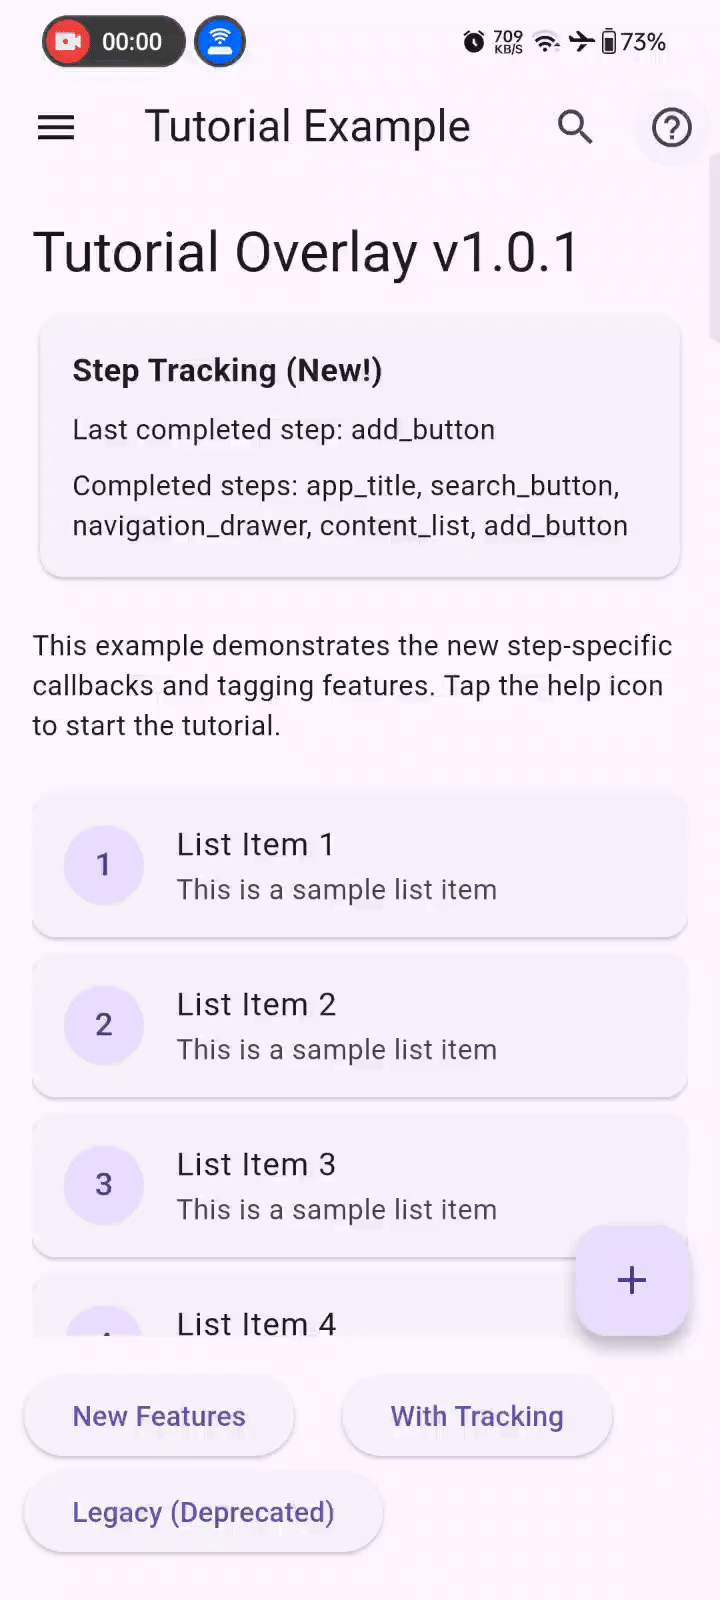 00:00
709
KB/S
73%
Tutorial Example
Tutorial Overlay v1.0.1
Step Tracking (New!)
Last completed step: add_button
Completed steps: app_title, search_button,
navigation_drawer, content_list, add_button
This example demonstrates the new step-specific
callbacks and tagging features. Tap the help icon
to start the tutorial.
1
List Item 1
This is a sample list item
2
List Item 2
This is a sample list item
3
List Item 3
This is a sample list item
List Item 4
+
New Features
With Tracking
Legacy (Deprecated)